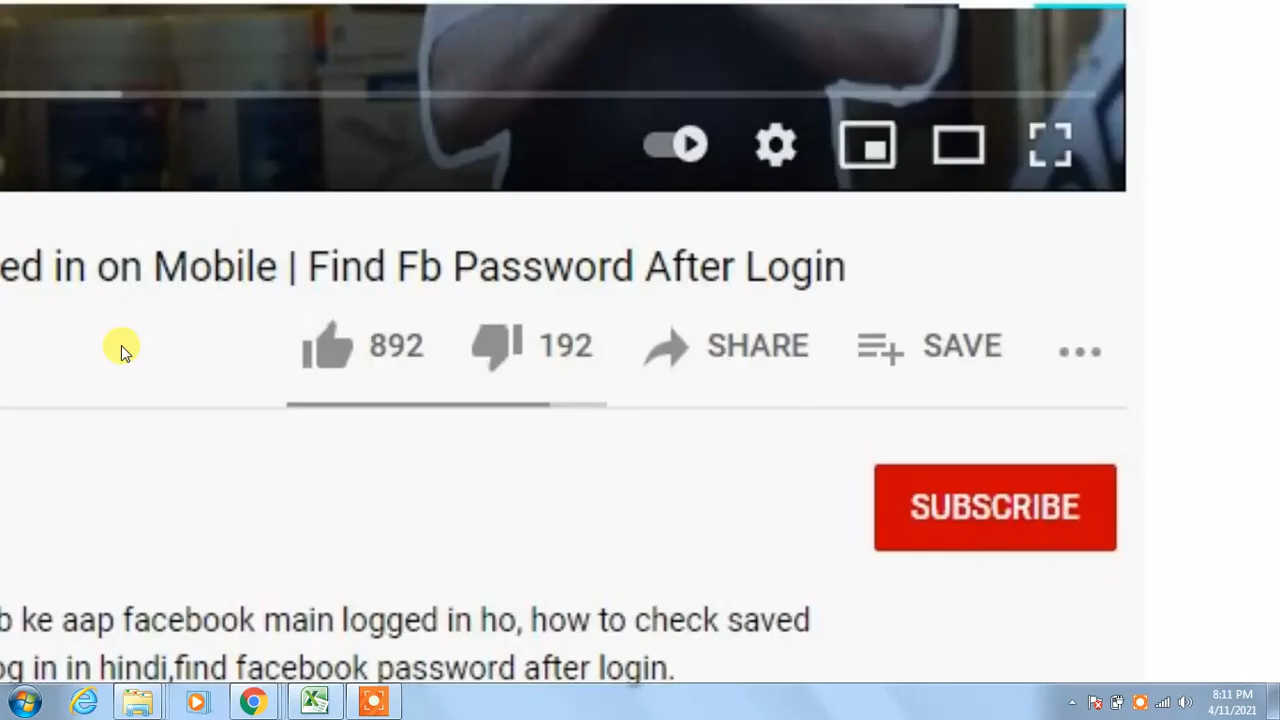 ed in on Mobile | Find Fb Password After Login
892 192 SHARE SAVE
SUBSCRIBE
b ke aap facebook main logged in ho, how to check saved
og in in hindi,find facebook password after login.
8:11 PM
4/11/2021